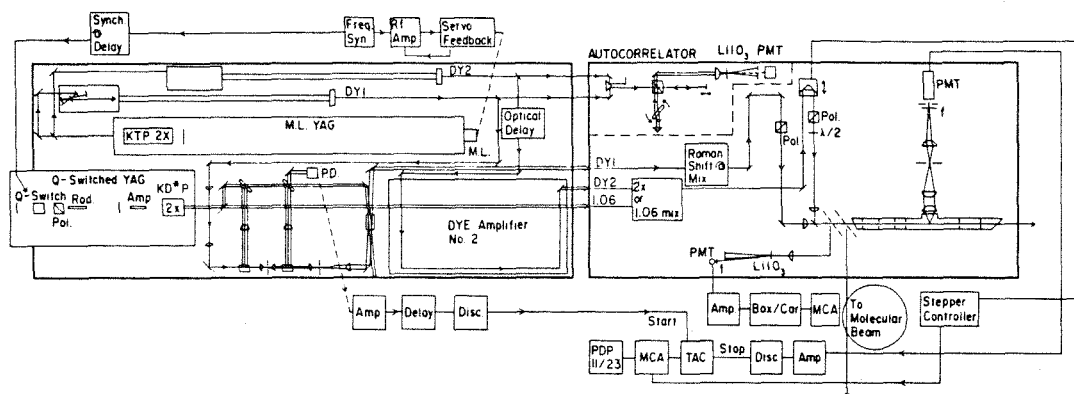 Synch
Delay
Freq.
Syn
Rf
Amp
Servo
Feedback
AUTOCORRELATOR
LiIO3 PMT
PMT
DY2
DY1
Optical
Delay
KTP 2X
M.L. YAG
M.L.
Pol.
Pol.
λ/2
Q-Switched YAG
Q-Switch
Rod
Amp
KD*P
2x
Pol.
P.D.
DYE Amplifier
No. 2
DY1
DY2
1.06
Raman
Shift
Mix
2x
or
1.06 mix
PMT
LiIO3
Amp
Delay
Disc.
Start
Amp
Box/Car
MCA
To
Molecular
Beam
Stepper
Controller
PDP
11/23
MCA
TAC
Stop
Disc
Amp